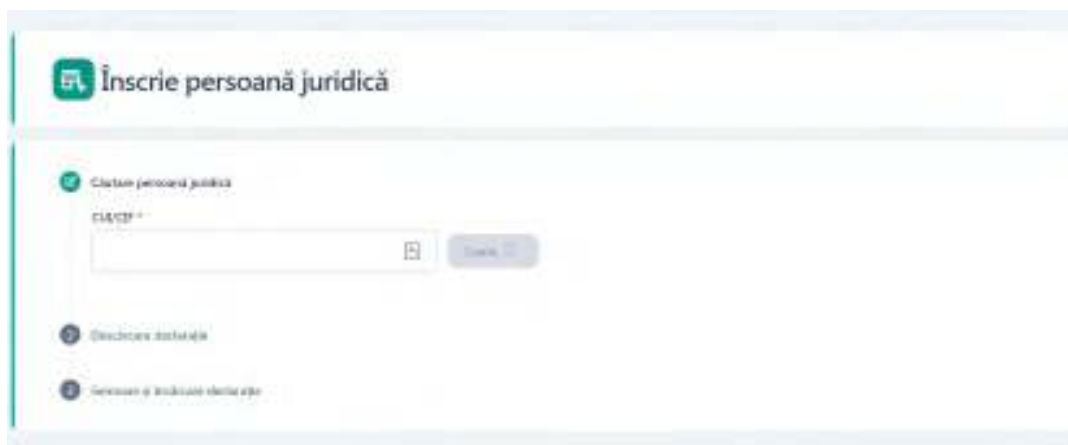 Înscrie persoană juridică
Căutare persoană juridică
CUI/CIF *
Caută
Descărcare declarație
Semnare și încărcare declarație